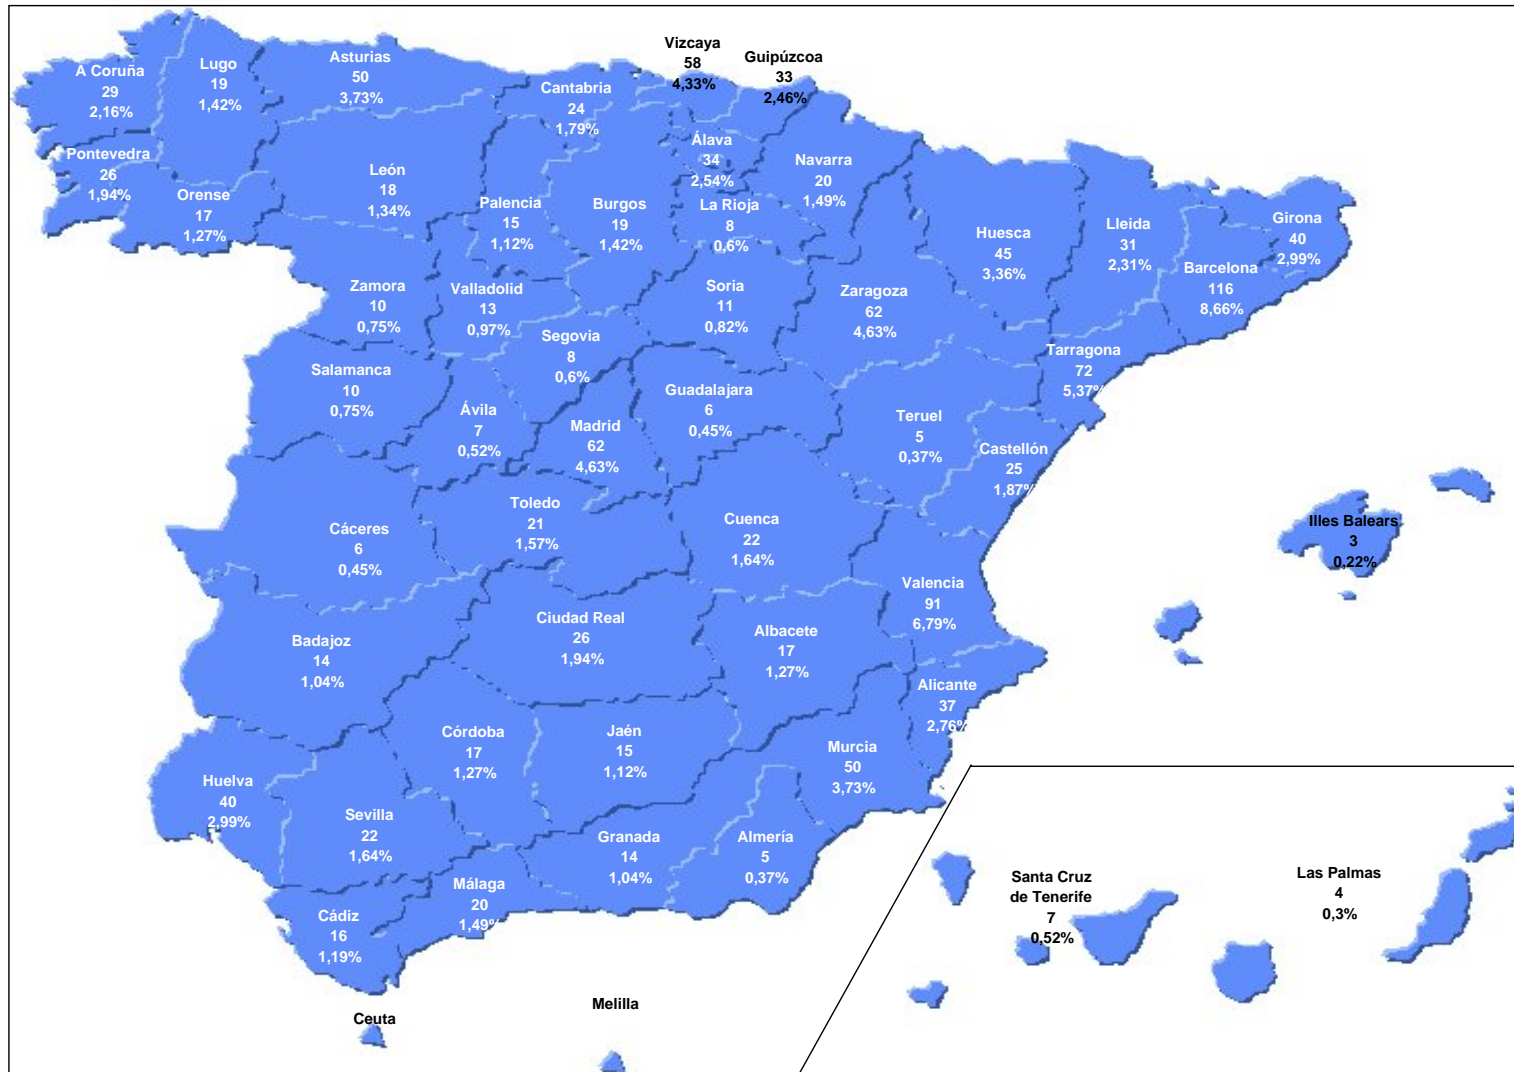 Vizcaya
58
4,33%
Guipúzcoa
33
2,46%
A Coruña
29
2,16%
Lugo
19
1,42%
Asturias
50
3,73%
Cantabria
24
1,79%
Álava
34
2,54%
Navarra
20
1,49%
Pontevedra
26
1,94%
Orense
17
1,27%
León
18
1,34%
Palencia
15
1,12%
Burgos
19
1,42%
La Rioja
8
0,6%
Huesca
45
3,36%
Lleida
31
2,31%
Girona
40
2,99%
Barcelona
116
8,66%
Zamora
10
0,75%
Valladolid
13
0,97%
Soria
11
0,82%
Zaragoza
62
4,63%
Segovia
8
0,6%
Tarragona
72
5,37%
Salamanca
10
0,75%
Ávila
7
0,52%
Madrid
62
4,63%
Guadalajara
6
0,45%
Teruel
5
0,37%
Castellón
25
1,87%
Cáceres
6
0,45%
Toledo
21
1,57%
Cuenca
22
1,64%
Illes Balears
3
0,22%
Valencia
91
6,79%
Badajoz
14
1,04%
Ciudad Real
26
1,94%
Albacete
17
1,27%
Alicante
37
2,76%
Córdoba
17
1,27%
Jaén
15
1,12%
Murcia
50
3,73%
Huelva
40
2,99%
Sevilla
22
1,64%
Granada
14
1,04%
Almería
5
0,37%
Málaga
20
1,49%
Cádiz
16
1,19%
Santa Cruz
de Tenerife
7
0,52%
Las Palmas
4
0,3%
Ceuta
Melilla